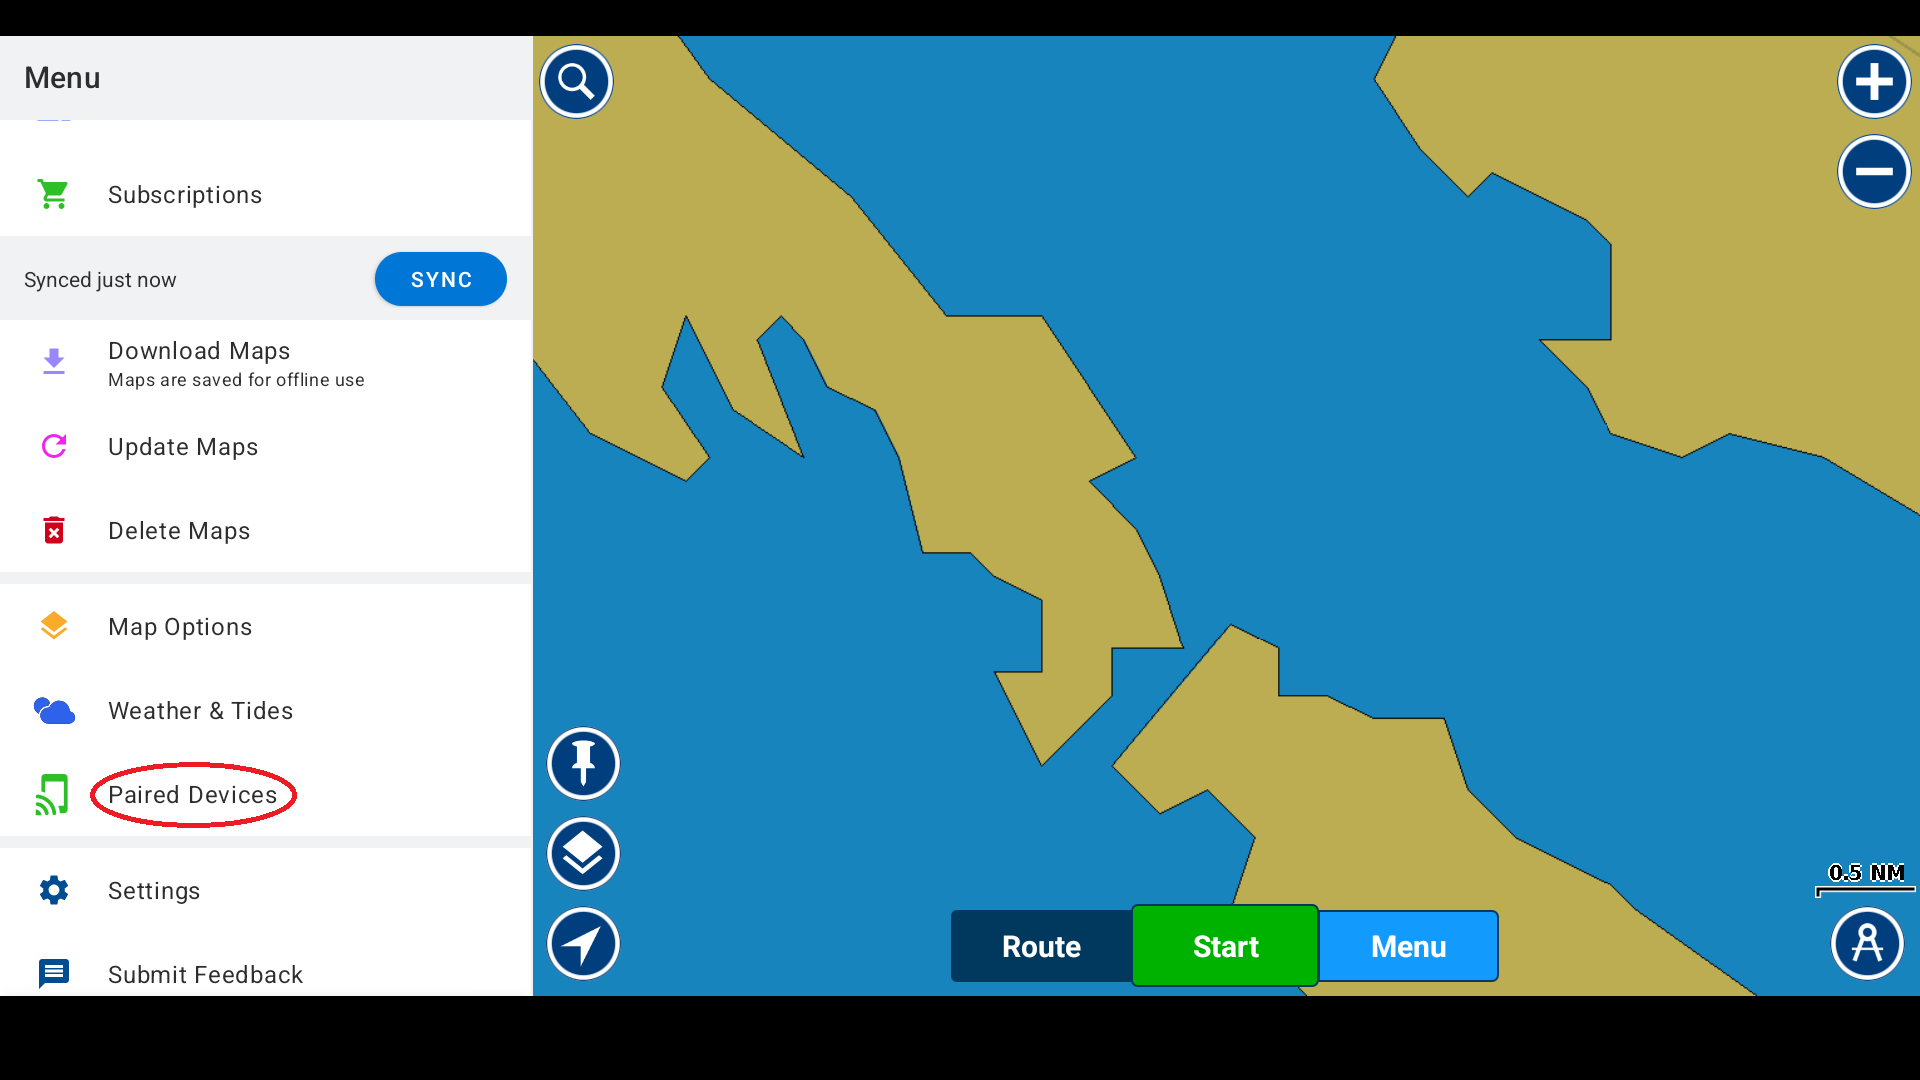 Menu
Subscriptions
Synced just now
SYNC
Download Maps
Maps are saved for offline use
Update Maps
Delete Maps
Map Options
Weather & Tides
Paired Devices
Settings
Submit Feedback
0.5 NM
Route
Start
Menu